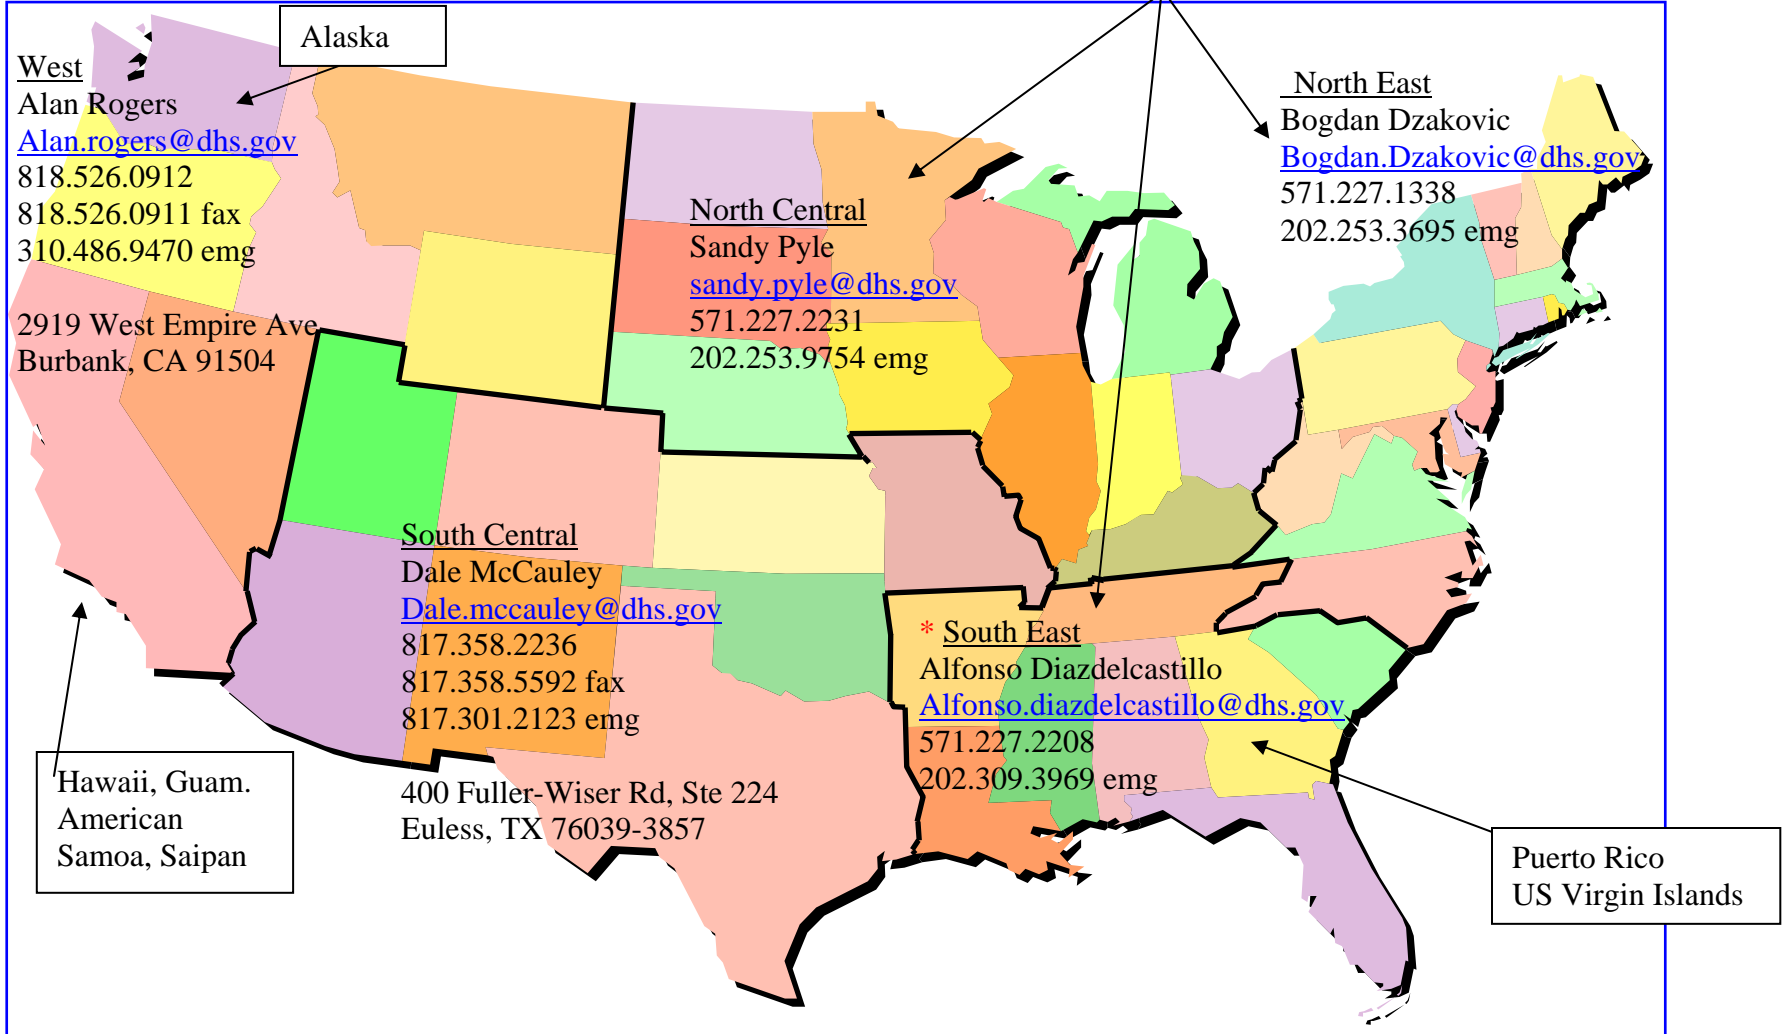 Alaska
West
Alan Rogers
Alan.rogers@dhs.gov
818.526.0912
818.526.0911 fax
310.486.9470 emg
2919 West Empire Ave
Burbank, CA 91504
North Central
Sandy Pyle
sandy.pyle@dhs.gov
571.227.2231
202.253.9754 emg
North East
Bogdan Dzakovic
Bogdan.Dzakovic@dhs.gov
571.227.1338
202.253.3695 emg
South Central
Dale McCauley
Dale.mccauley@dhs.gov
817.358.2236
817.358.5592 fax
817.301.2123 emg
400 Fuller-Wiser Rd, Ste 224
Euless, TX 76039-3857
* South East
Alfonso Diazdelcastillo
Alfonso.diazdelcastillo@dhs.gov
571.227.2208
202.309.3969 emg
Hawaii, Guam.
American
Samoa, Saipan
Puerto Rico
US Virgin Islands